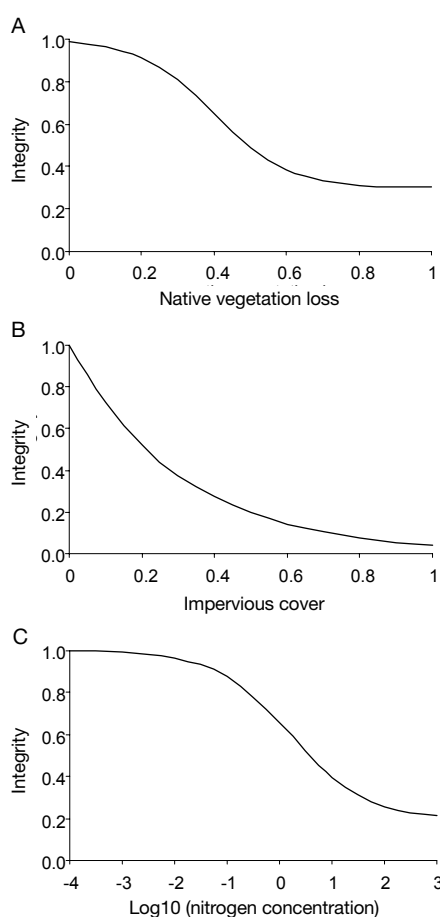 A
1.0
0.8
0.6
0.4
0.2
0.0
Integrity
0 0.2 0.4 0.6 0.8 1
Native vegetation loss
B
1.0
0.8
0.6
0.4
0.2
0.0
Integrity
0 0.2 0.4 0.6 0.8 1
Impervious cover
C
1.0
0.8
0.6
0.4
0.2
0.0
Integrity
-4 -3 -2 -1 0 1 2 3
Log10 (nitrogen concentration)